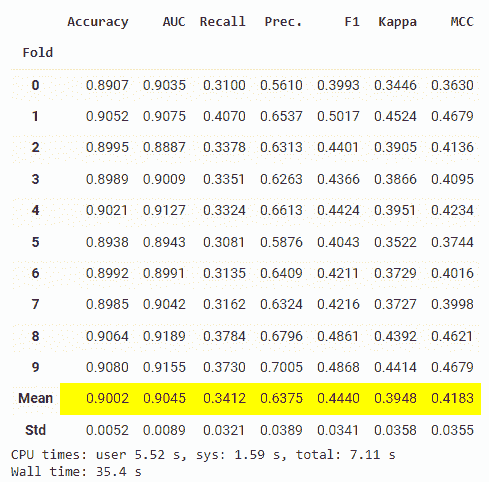 Accuracy AUC Recall Prec. F1 Kappa MCC
Fold
0 0.8907 0.9035 0.3100 0.5610 0.3993 0.3446 0.3630
1 0.9052 0.9075 0.4070 0.6537 0.5017 0.4524 0.4679
2 0.8995 0.8887 0.3378 0.6313 0.4401 0.3905 0.4136
3 0.8989 0.9009 0.3351 0.6263 0.4366 0.3866 0.4095
4 0.9021 0.9127 0.3324 0.6613 0.4424 0.3951 0.4234
5 0.8938 0.8943 0.3081 0.5876 0.4043 0.3522 0.3744
6 0.8992 0.8991 0.3135 0.6409 0.4211 0.3729 0.4016
7 0.8985 0.9042 0.3162 0.6324 0.4216 0.3727 0.3998
8 0.9064 0.9189 0.3784 0.6796 0.4861 0.4392 0.4621
9 0.9080 0.9155 0.3730 0.7005 0.4868 0.4414 0.4679
Mean 0.9002 0.9045 0.3412 0.6375 0.4440 0.3948 0.4183
Std 0.0052 0.0089 0.0321 0.0389 0.0341 0.0358 0.0355
CPU times: user 5.52 s, sys: 1.59 s, total: 7.11 s
Wall time: 35.4 s